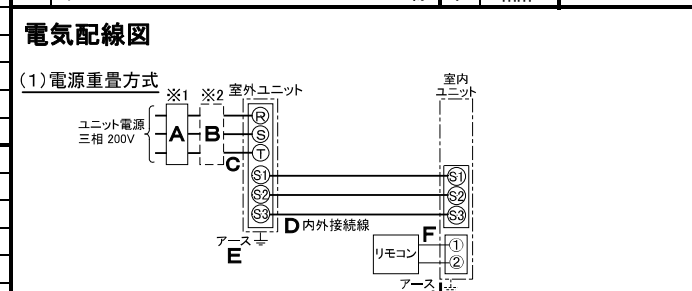 電気配線図
(1)電源重畳方式
※1 ※2 室外ユニット
室内
ユニット
ユニット電源
三相 200V
A B R
S
C T
S1 S1
S2 S2
S3 S3
D 内外接続線
アース
E
リモコン F ①
②
アース